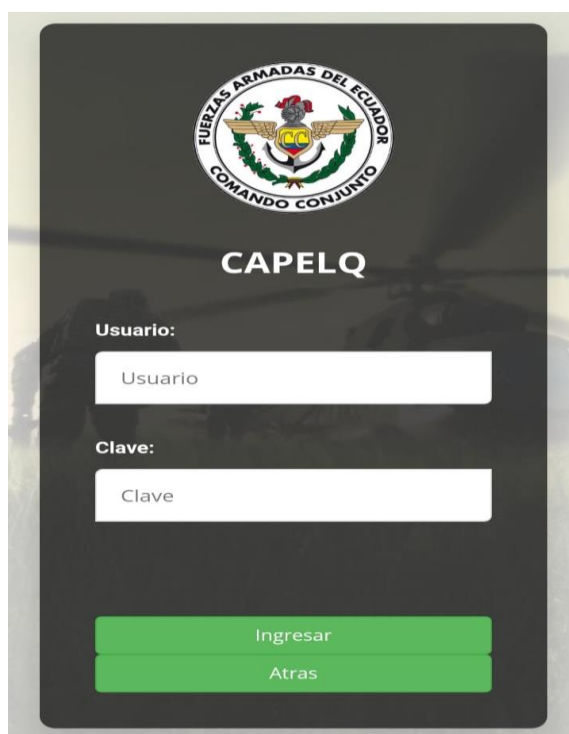 FUERZAS ARMADAS DEL ECUADOR
CC
COMANDO CONJUNTO
CAPELQ
Usuario:
Usuario
Clave:
Clave
Ingresar
Atras